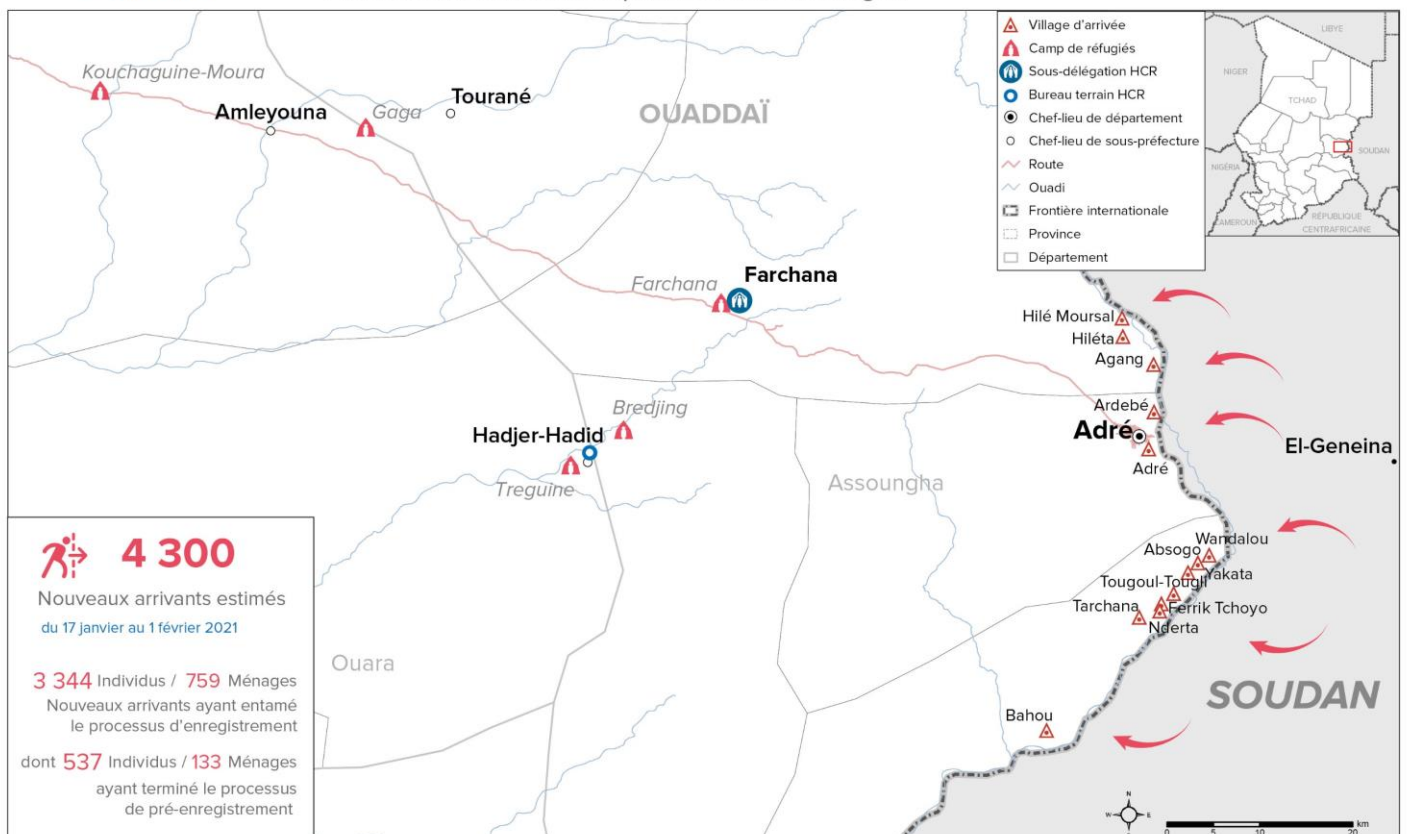 Village d'arrivée
Camp de réfugiés
Sous-délégation HCR
Bureau terrain HCR
Chef-lieu de département
Chef-lieu de sous-préfecture
Route
Ouadi
Frontière internationale
Province
Département
LIBYE
NIGER
TCHAD
SOUDAN
NIGÉRIA
CAMEROUN
RÉPUBLIQUE
CENTRAFRICAINE
Kouchaguine-Moura
Amleyouna
Gaga
Tourané
OUADDAÏ
Farchana
Farchana
Hilé Moursal
Hiléta
Agang
Ardebé
Adré
Adré
El-Geneina
Bredjing
Hadjer-Hadid
Treguine
Assoungha
Wandalou
Absogo
Yakata
Tougoul-Tougli
Tarchana
Ferrik Tchoyo
Nderta
Ouara
SOUDAN
Bahou
4 300
Nouveaux arrivants estimés
du 17 janvier au 1 février 2021
3 344 Individus / 759 Ménages
Nouveaux arrivants ayant entamé
le processus d'enregistrement
dont 537 Individus / 133 Ménages
ayant terminé le processus
de pré-enregistrement
N
W
E
km
0 5 10 20